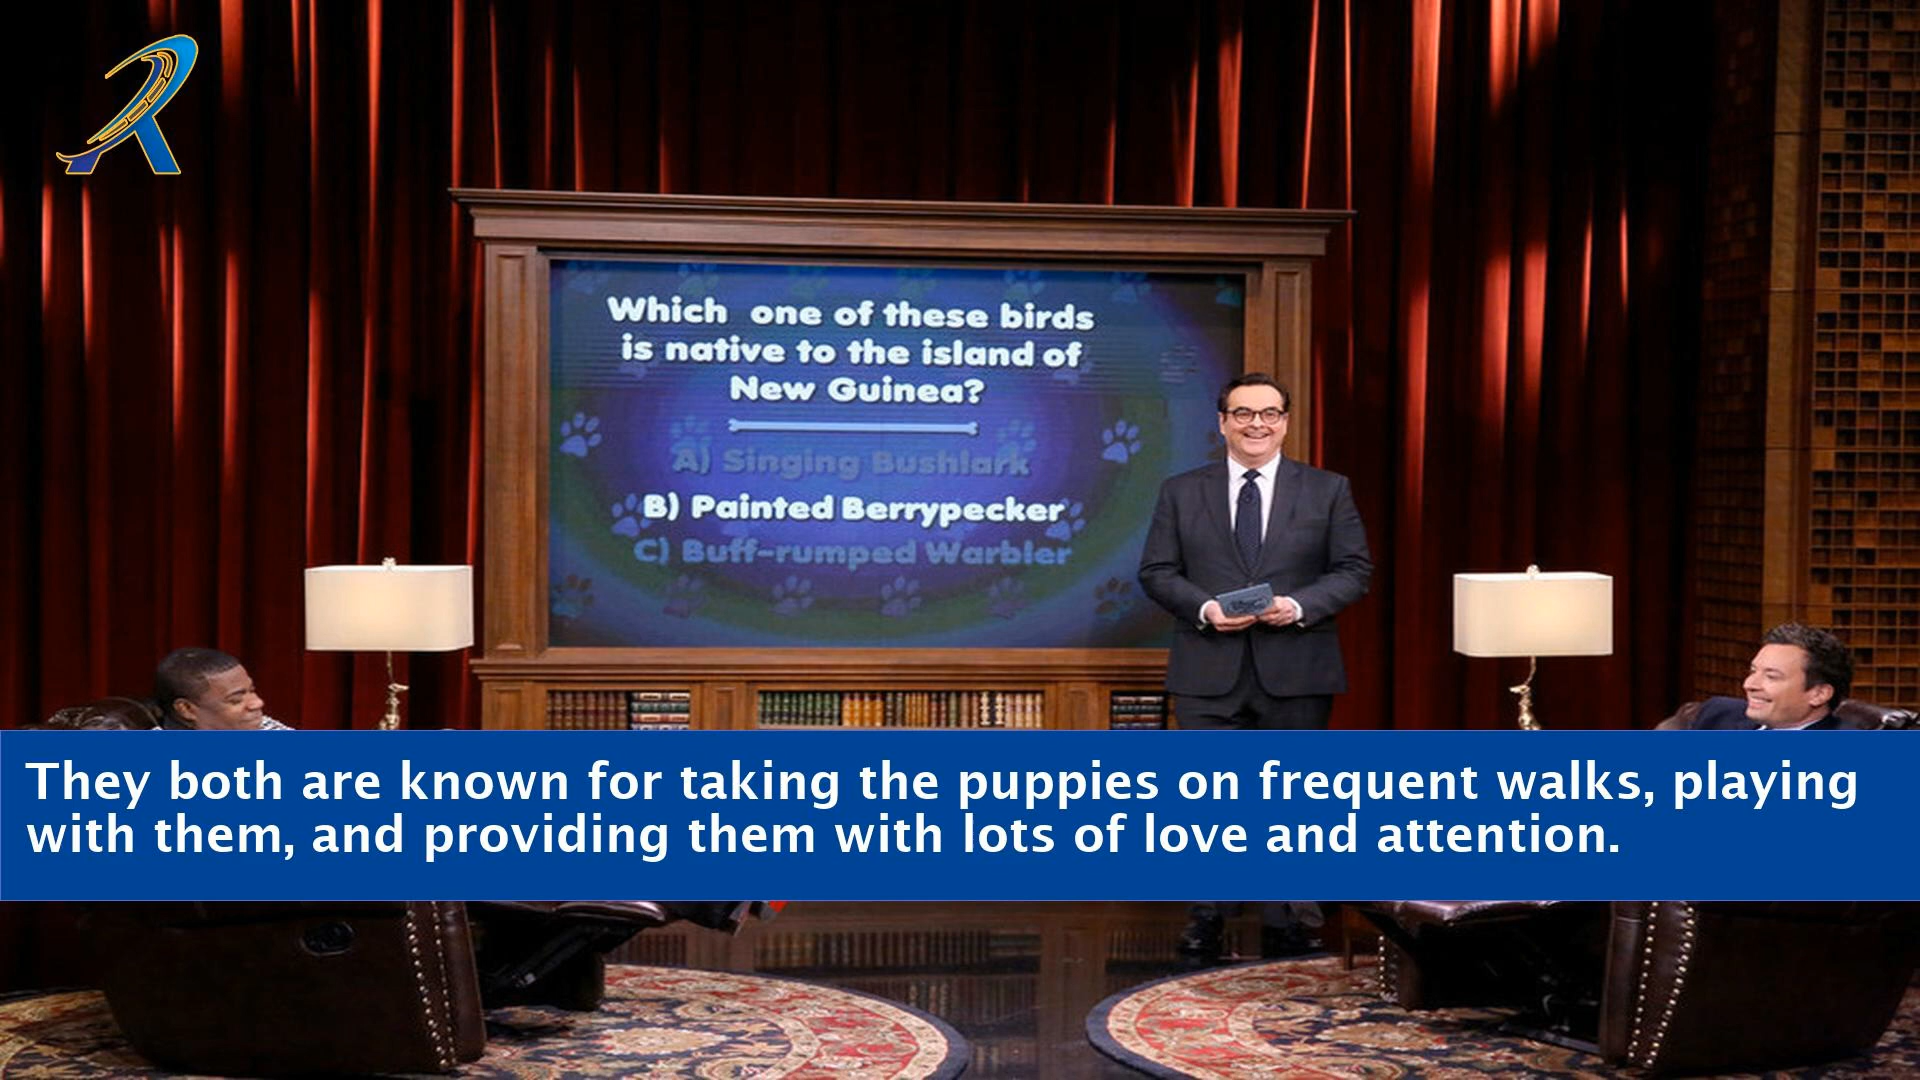 Which one of these birds
is native to the island of
New Guinea?
A) Singing Bushlark
B) Painted Berrypecker
C) Buff-rumped Warbler
They both are known for taking the puppies on frequent walks, playing
with them, and providing them with lots of love and attention.